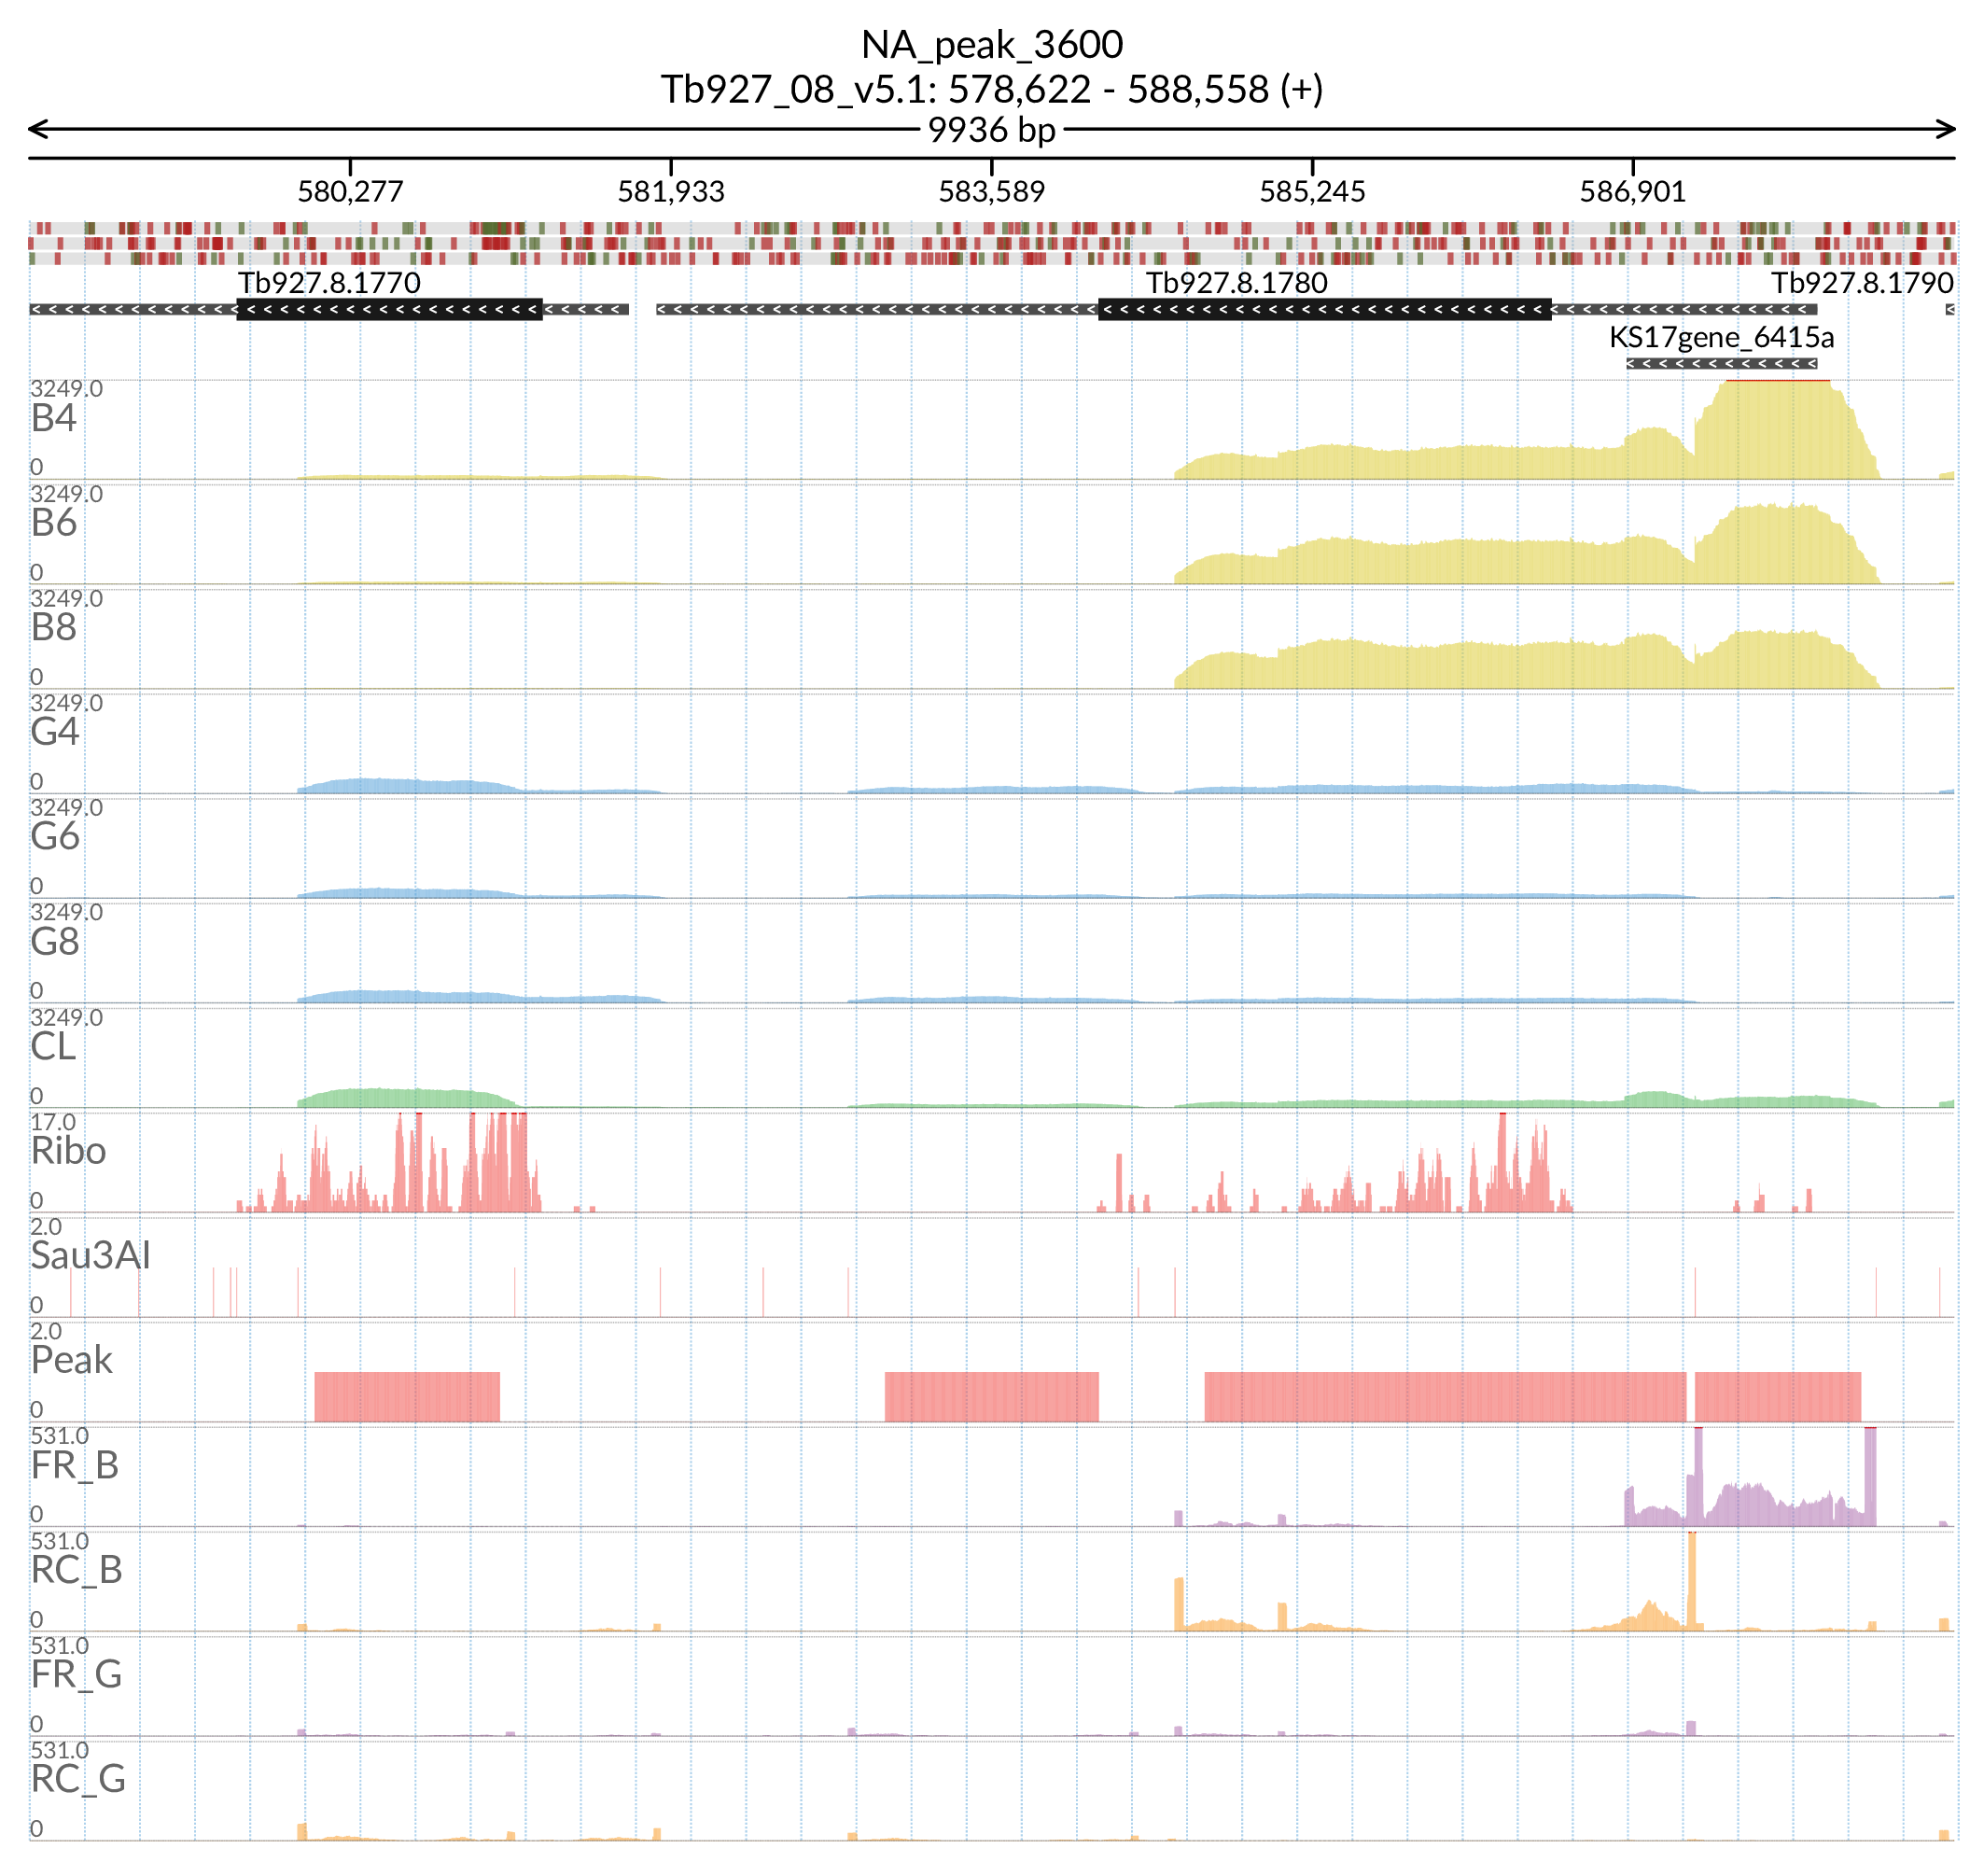 NA_peak_3600
Tb927_08_v5.1: 578,622 - 588,558 (+)
9936 bp
580,277 581,933 583,589 585,245 586,901
Tb927.8.1770 Tb927.8.1780 Tb927.8.1790
KS17gene_6415a
3249.0
B4
0
3249.0
B6
0
3249.0
B8
0
3249.0
G4
0
3249.0
G6
0
3249.0
G8
0
3249.0
CL
0
17.0
Ribo
0
2.0
Sau3AI
0
2.0
Peak
0
531.0
FR_B
0
531.0
RC_B
0
531.0
FR_G
0
531.0
RC_G
0